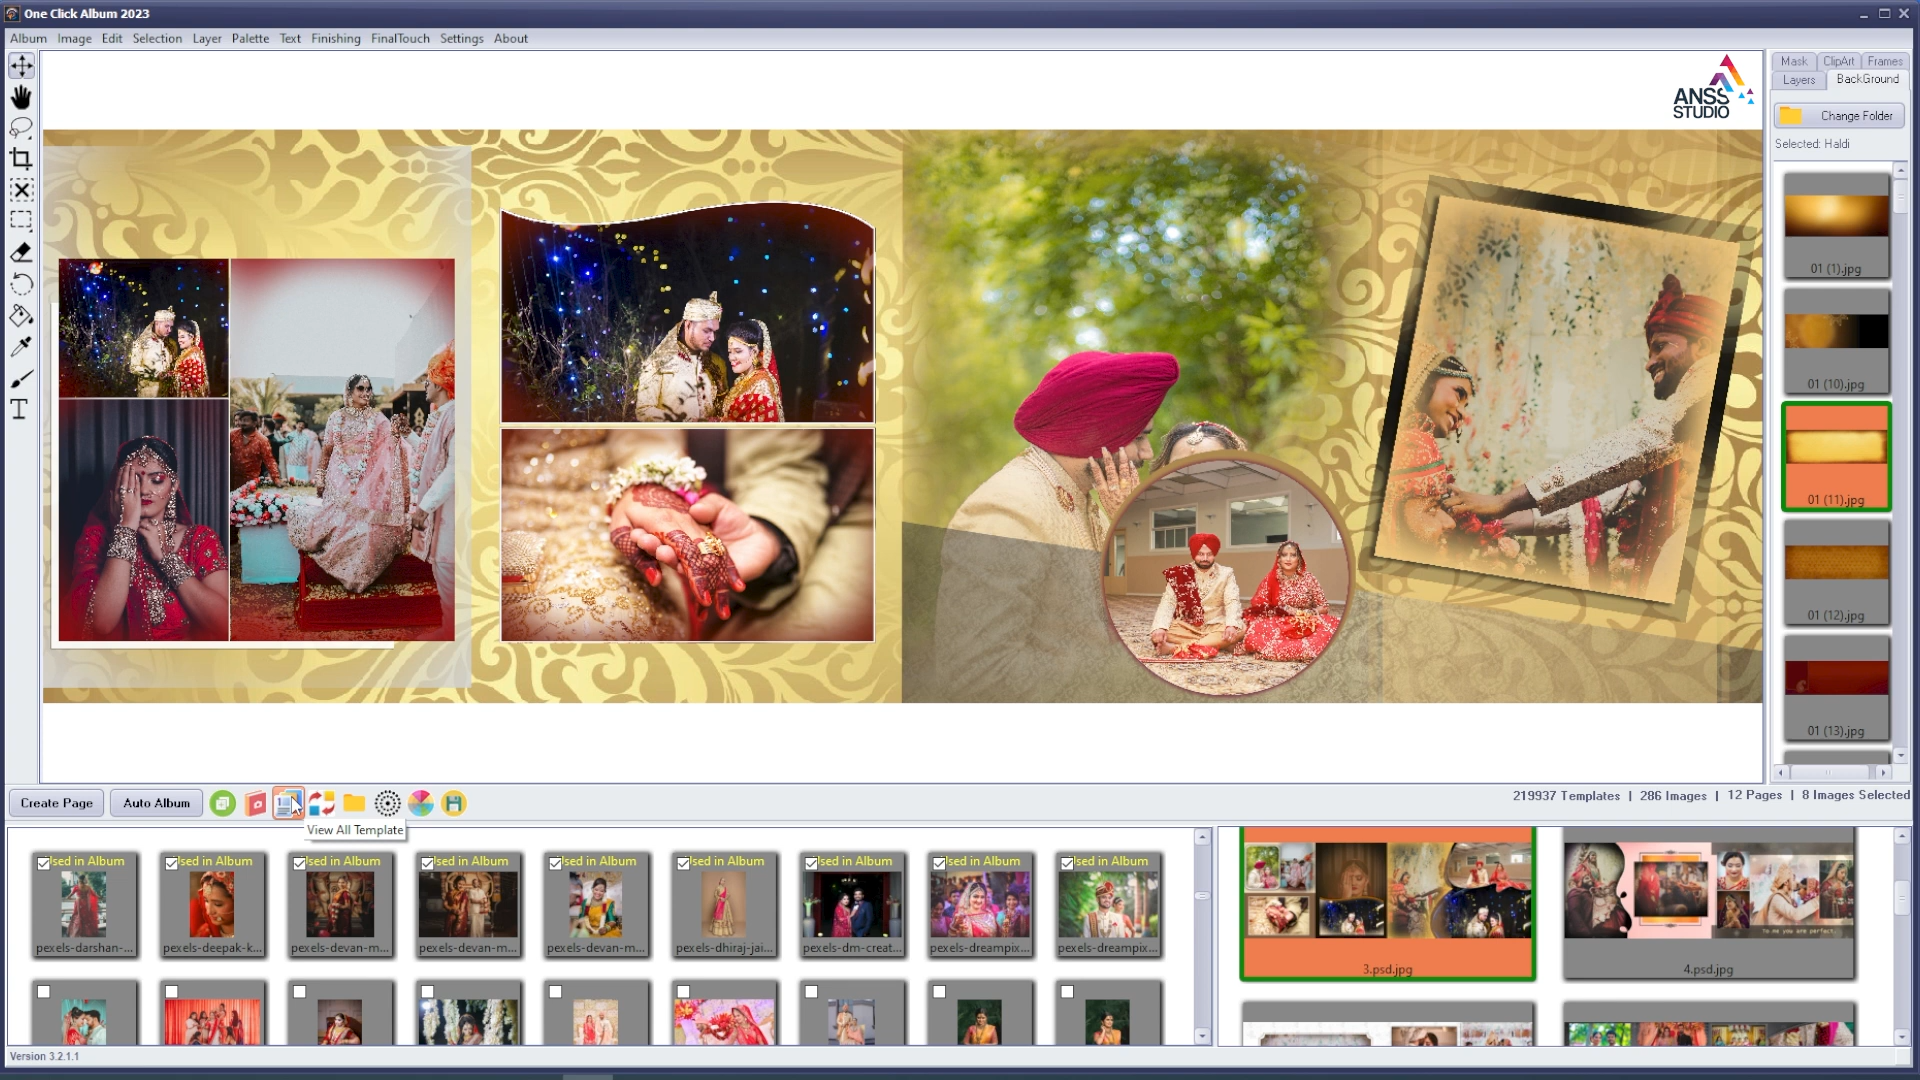 One Click Album 2023
Album Image Edit Selection Layer Palette Text Finishing FinalTouch Settings About
ANSS
STUDIO
Mask ClipArt Frames
Layers BackGround
Change Folder
Selected: Haldi
01 (1).jpg
01 (10).jpg
01 (11).jpg
01 (12).jpg
01 (13).jpg
Create Page Auto Album
219937 Templates | 286 Images | 12 Pages | 8 Images Selected
View All Template
sed in Album sed in Album sed in Album sed in Album sed in Album sed in Album sed in Album sed in Album sed in Album
pexels-darshan-... pexels-deepak-k... pexels-devan-m... pexels-devan-m... pexels-devan-m... pexels-dhiraj-jai... pexels-dm-creat... pexels-dreampix... pexels-dreampix...
To me you are perfect.
3.psd.jpg 4.psd.jpg
Version 3.2.1.1